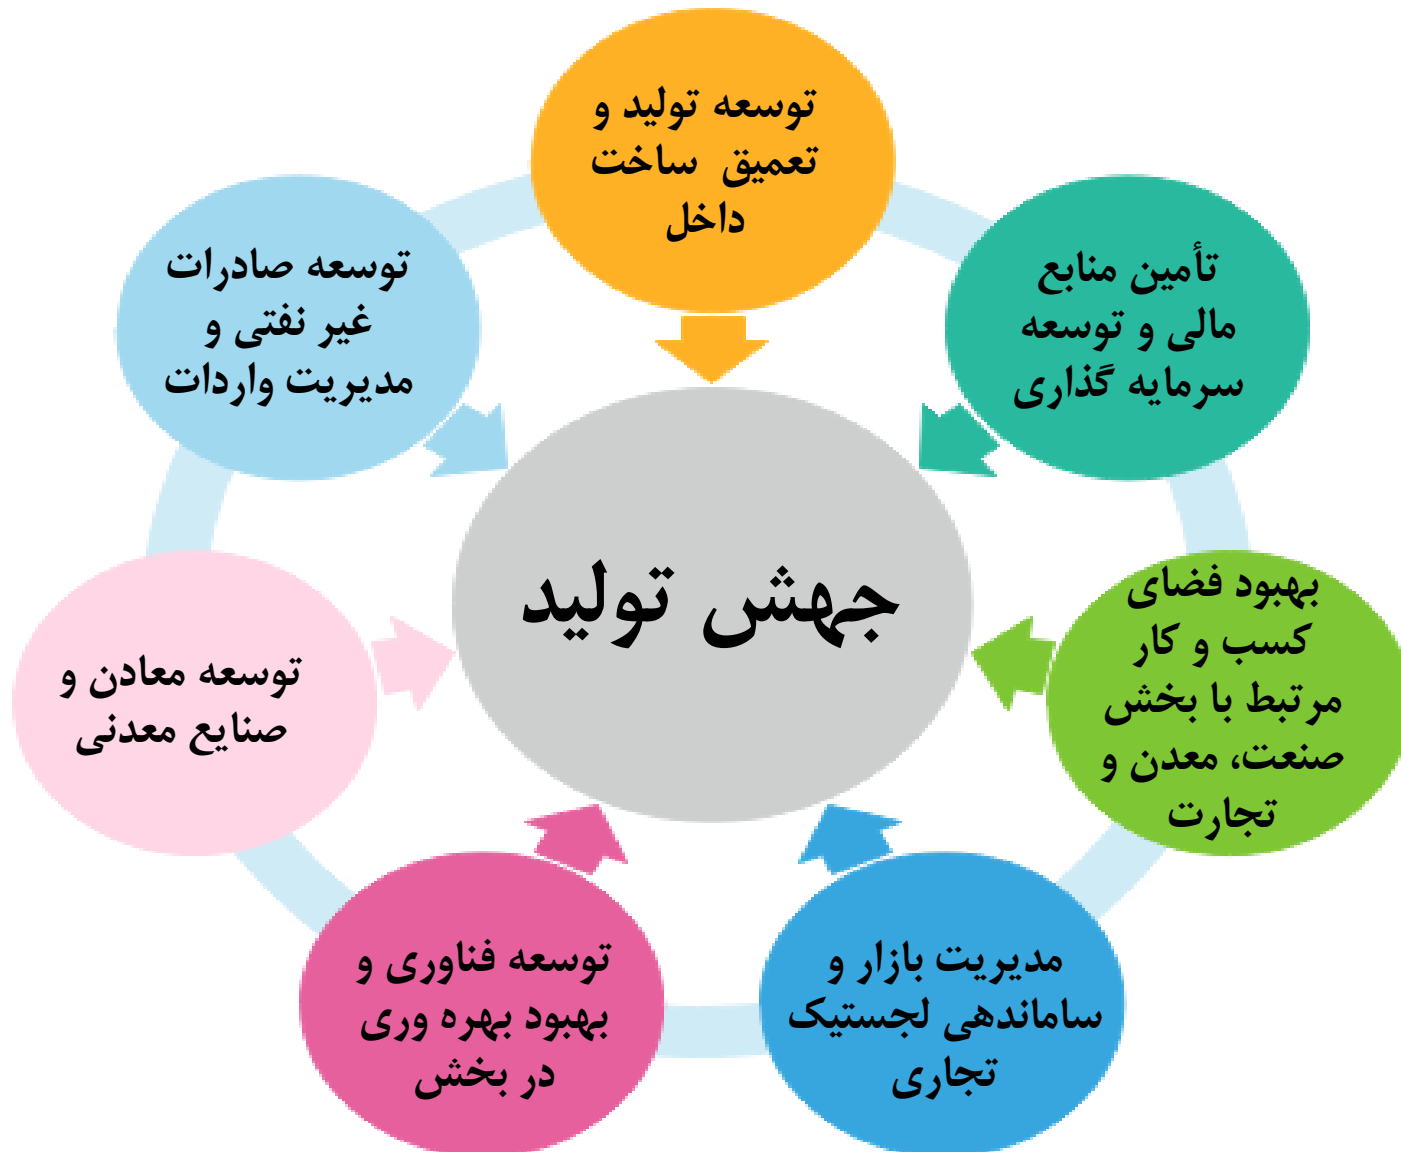 توسعه تولید و
تعمیق ساخت
داخل
تأمین منابع
مالی و توسعه
سرمایه گذاری
بهبود فضای
کسب و کار
مرتبط با بخش
صنعت، معدن و
تجارت
مدیریت بازار و
ساماندهی لجستیک
تجاری
توسعه فناوری و
بهبود بهره وری
در بخش
توسعه معادن و
صنایع معدنی
توسعه صادرات
غیر نفتی و
مدیریت واردات
جهش تولید